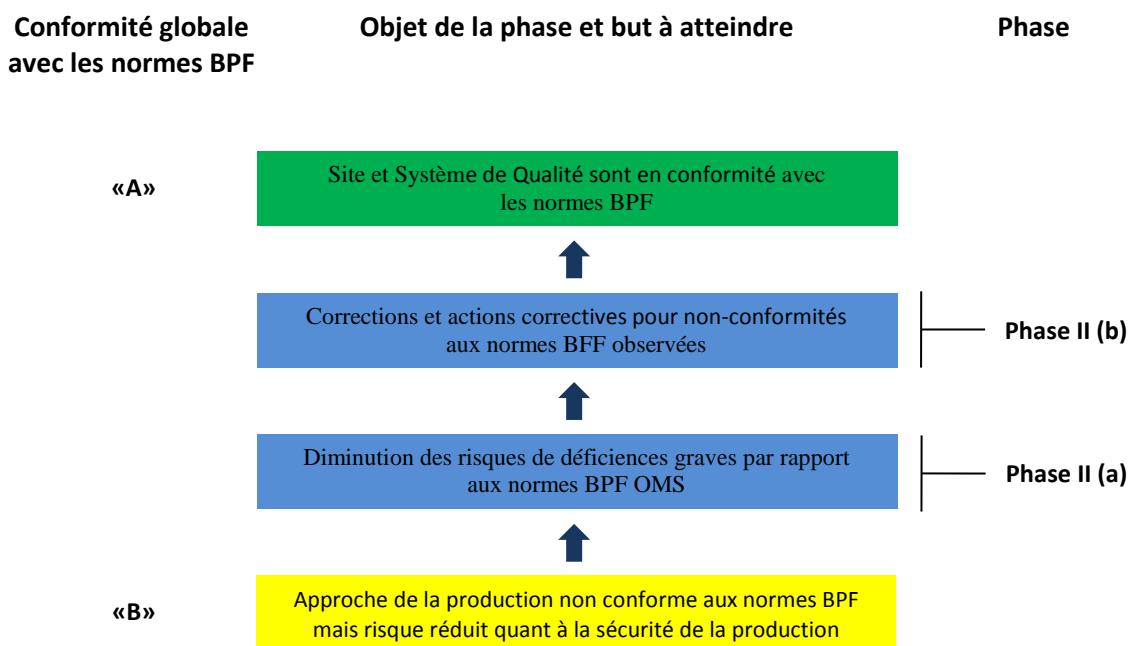 Conformité globale
avec les normes BPF
Objet de la phase et but à atteindre
Phase
«A»
Site et Système de Qualité sont en conformité avec
les normes BPF
Corrections et actions correctives pour non-conformités
aux normes BFF observées
Phase II (b)
Diminution des risques de déficiences graves par rapport
aux normes BPF OMS
Phase II (a)
«B»
Approche de la production non conforme aux normes BPF
mais risque réduit quant à la sécurité de la production